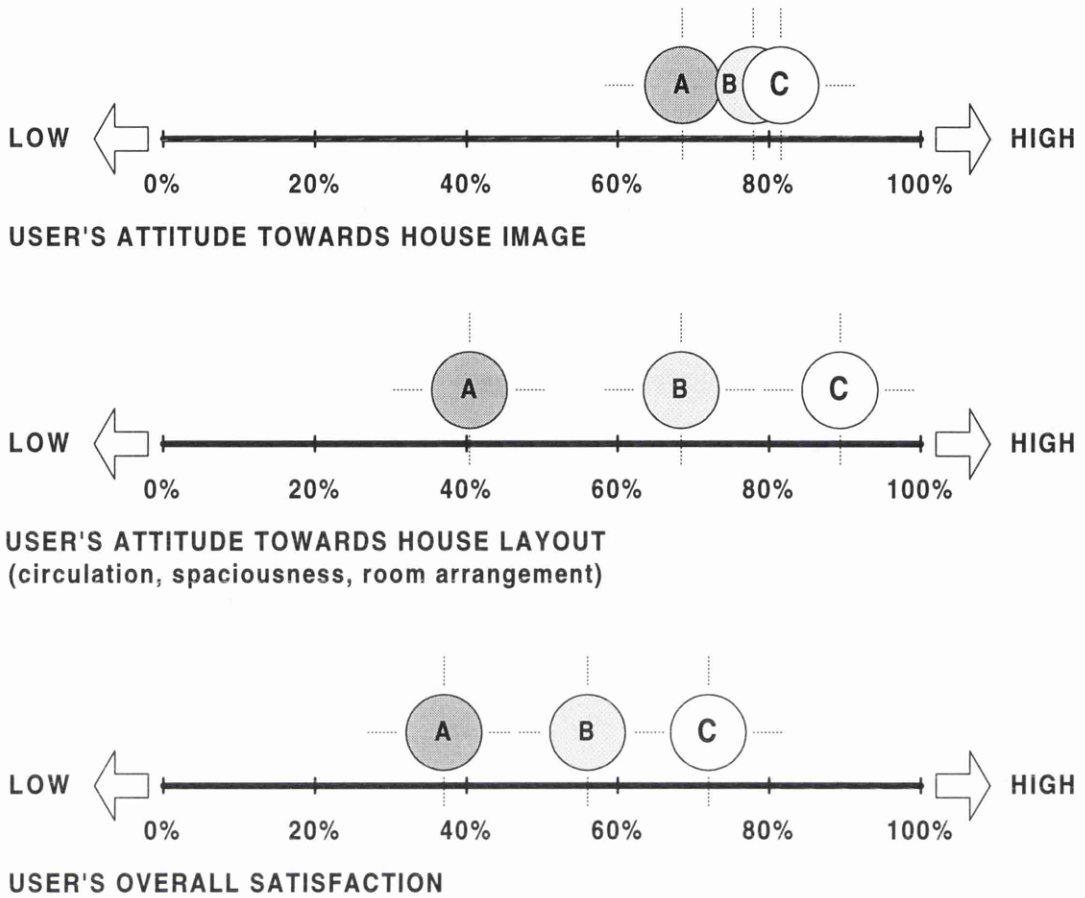 A B C
LOW HIGH
0% 20% 40% 60% 80% 100%
USER'S ATTITUDE TOWARDS HOUSE IMAGE
A B C
LOW HIGH
0% 20% 40% 60% 80% 100%
USER'S ATTITUDE TOWARDS HOUSE LAYOUT
(circulation, spaciousness, room arrangement)
A B C
LOW HIGH
0% 20% 40% 60% 80% 100%
USER'S OVERALL SATISFACTION